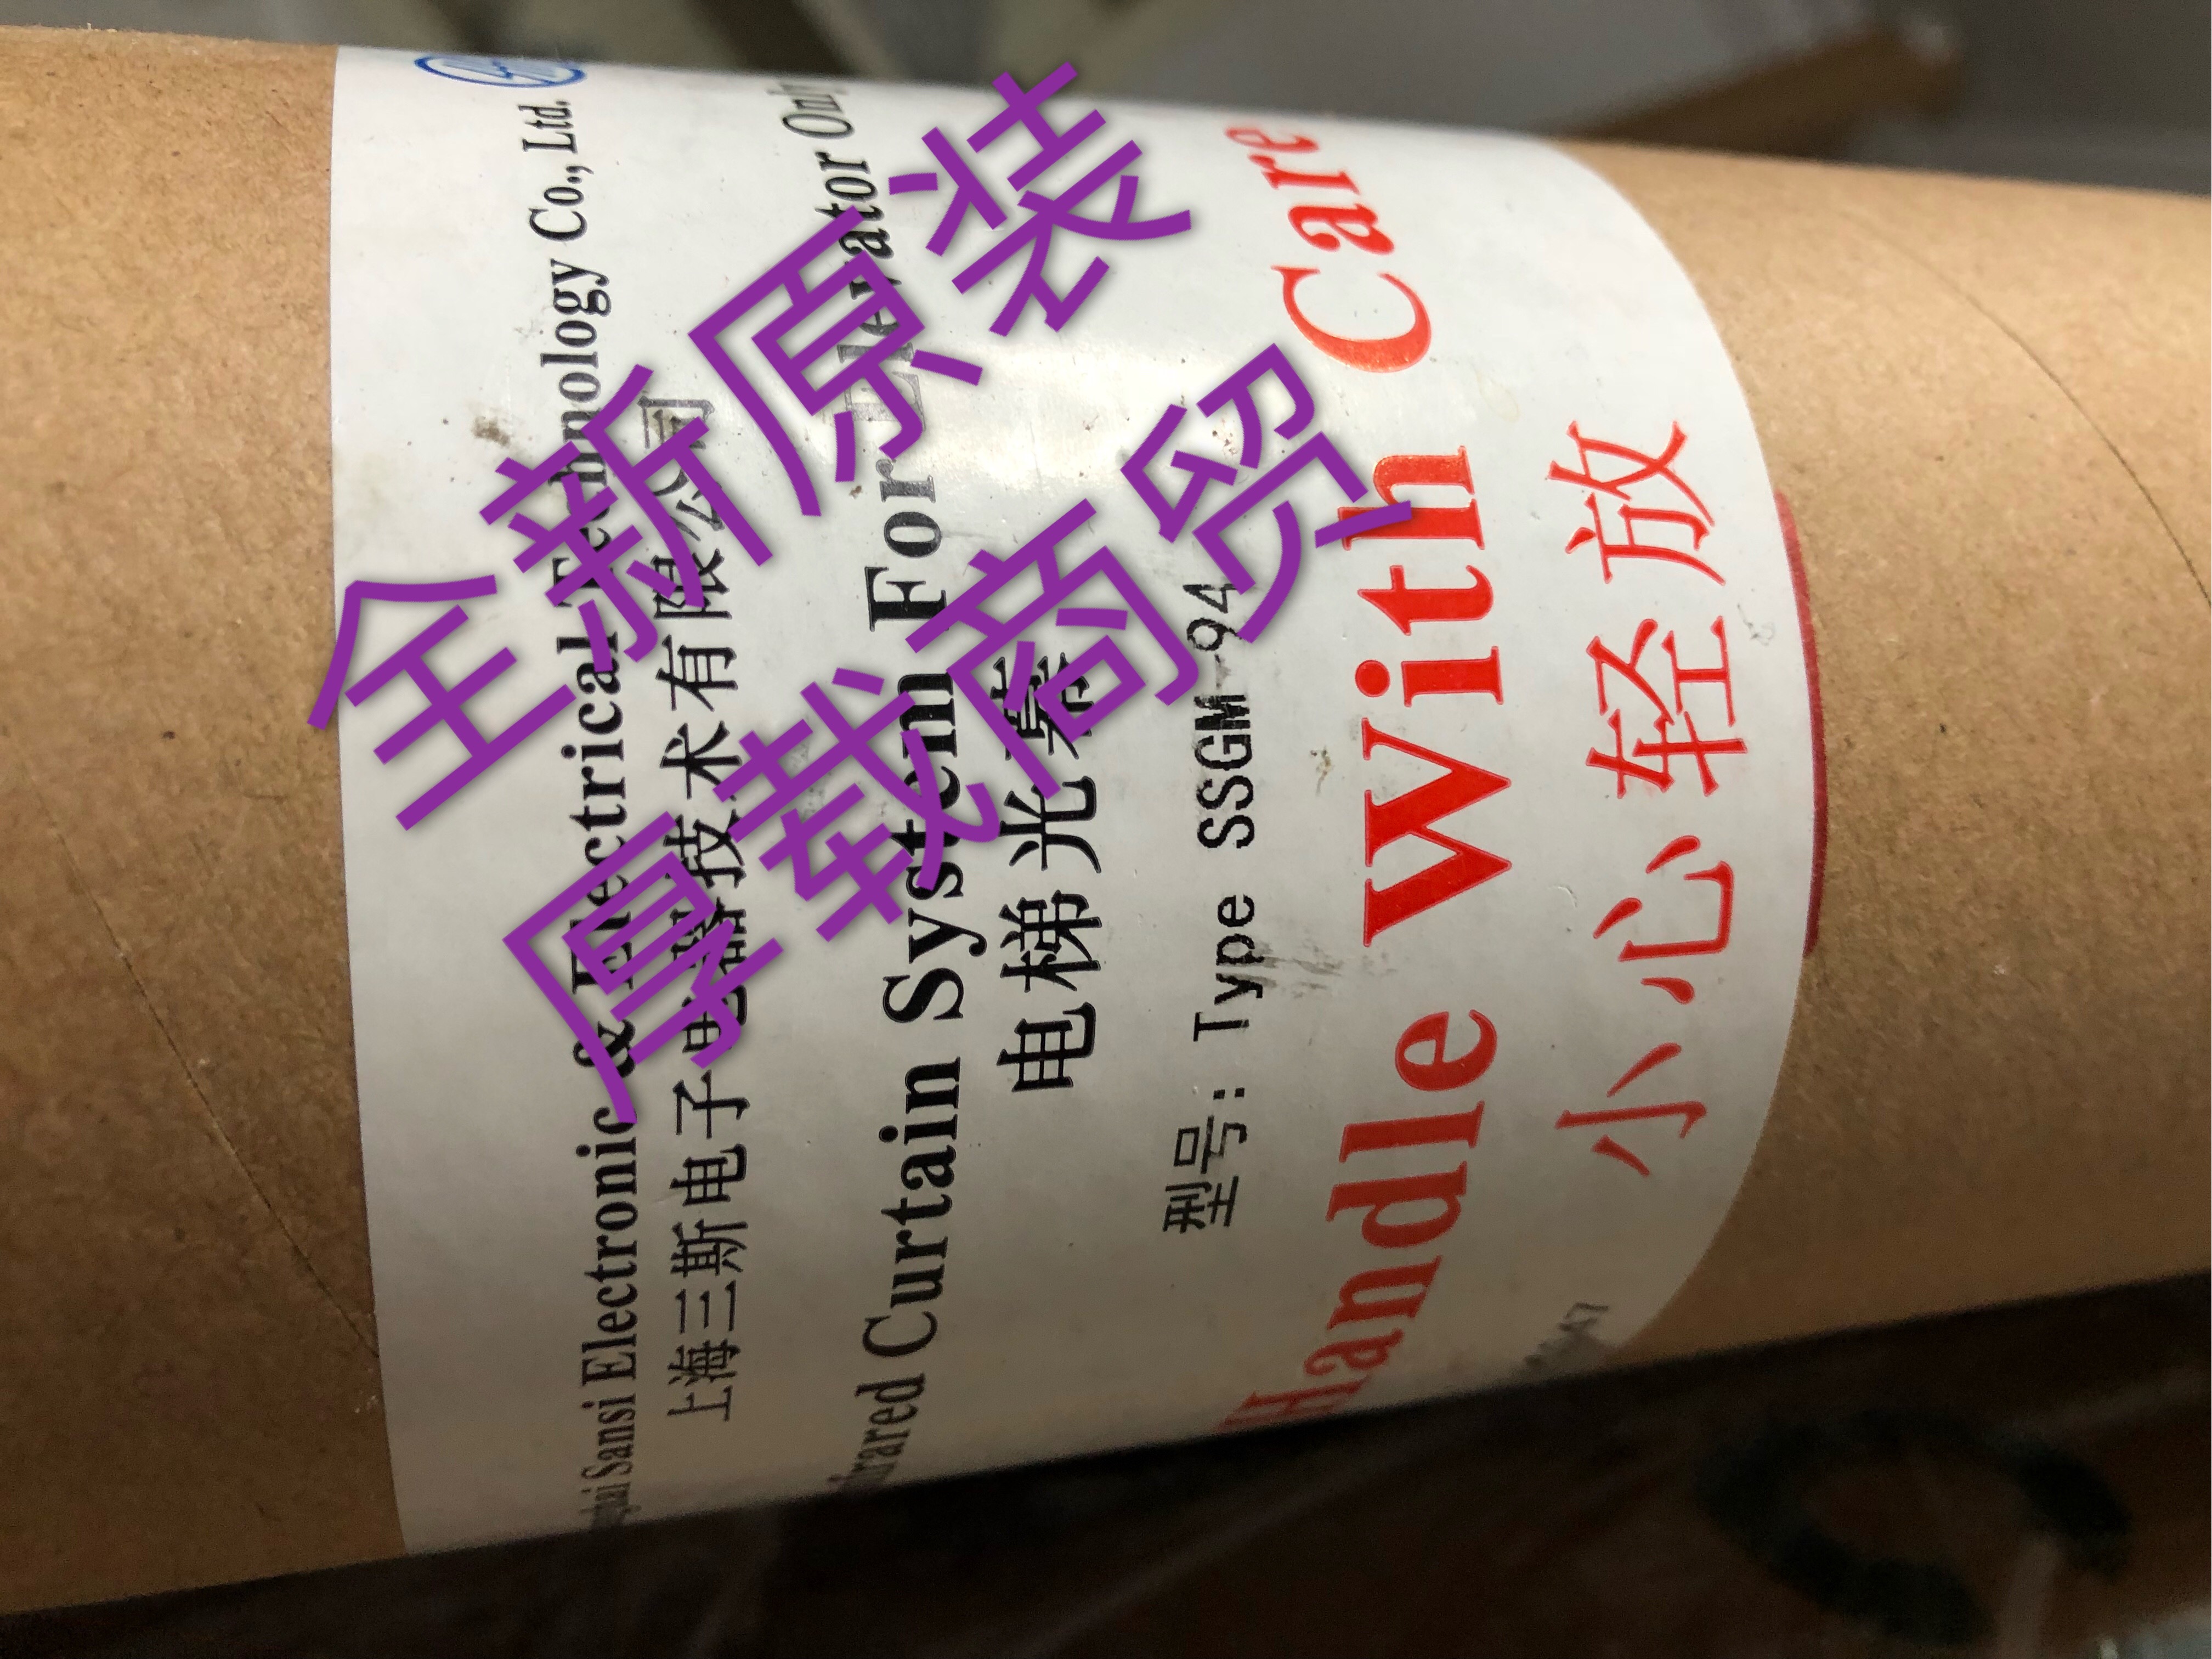 Sansi Electronic & Electrical Technology Co., Ltd.
上海三斯电子电器技术有限公司
Curtain System For Elevator Only
电梯光幕
型号: Type SSGM-94
Handle With Care
小心轻放
全新原装
厚载商贸